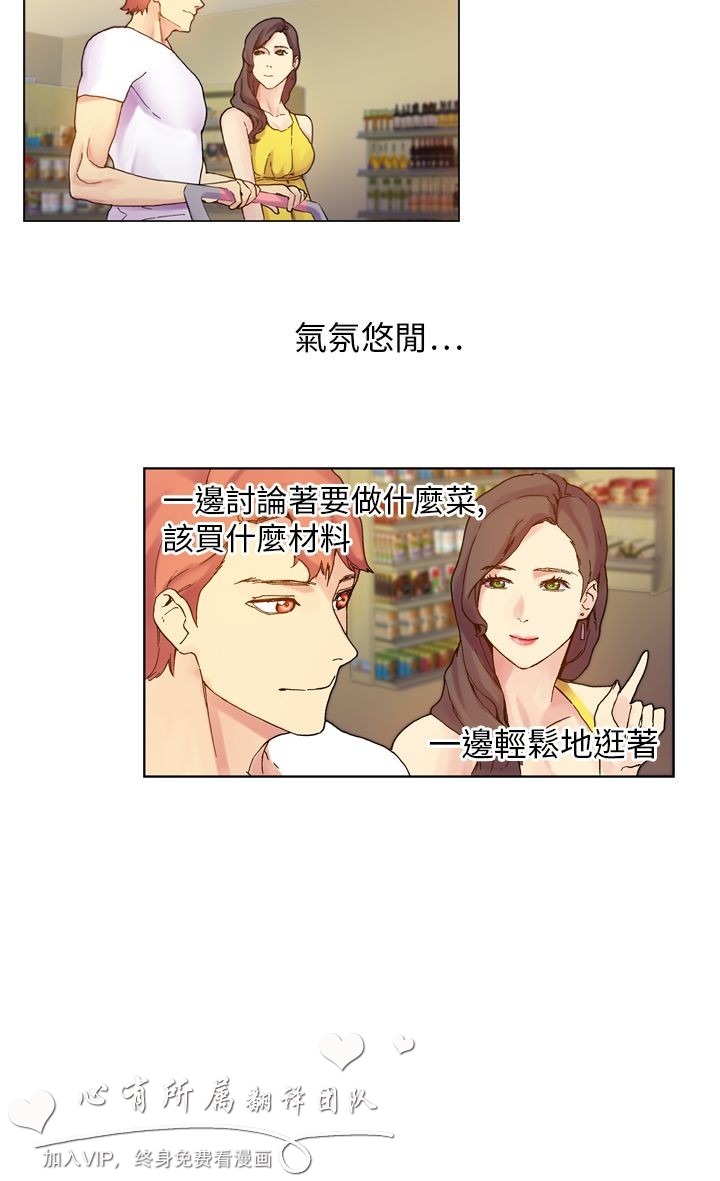 氣氛悠閒...
一邊討論著要做什麼菜,
該買什麼材料
一邊輕鬆地逛著
心有所属翻译团队
加入VIP，终身免费看漫画